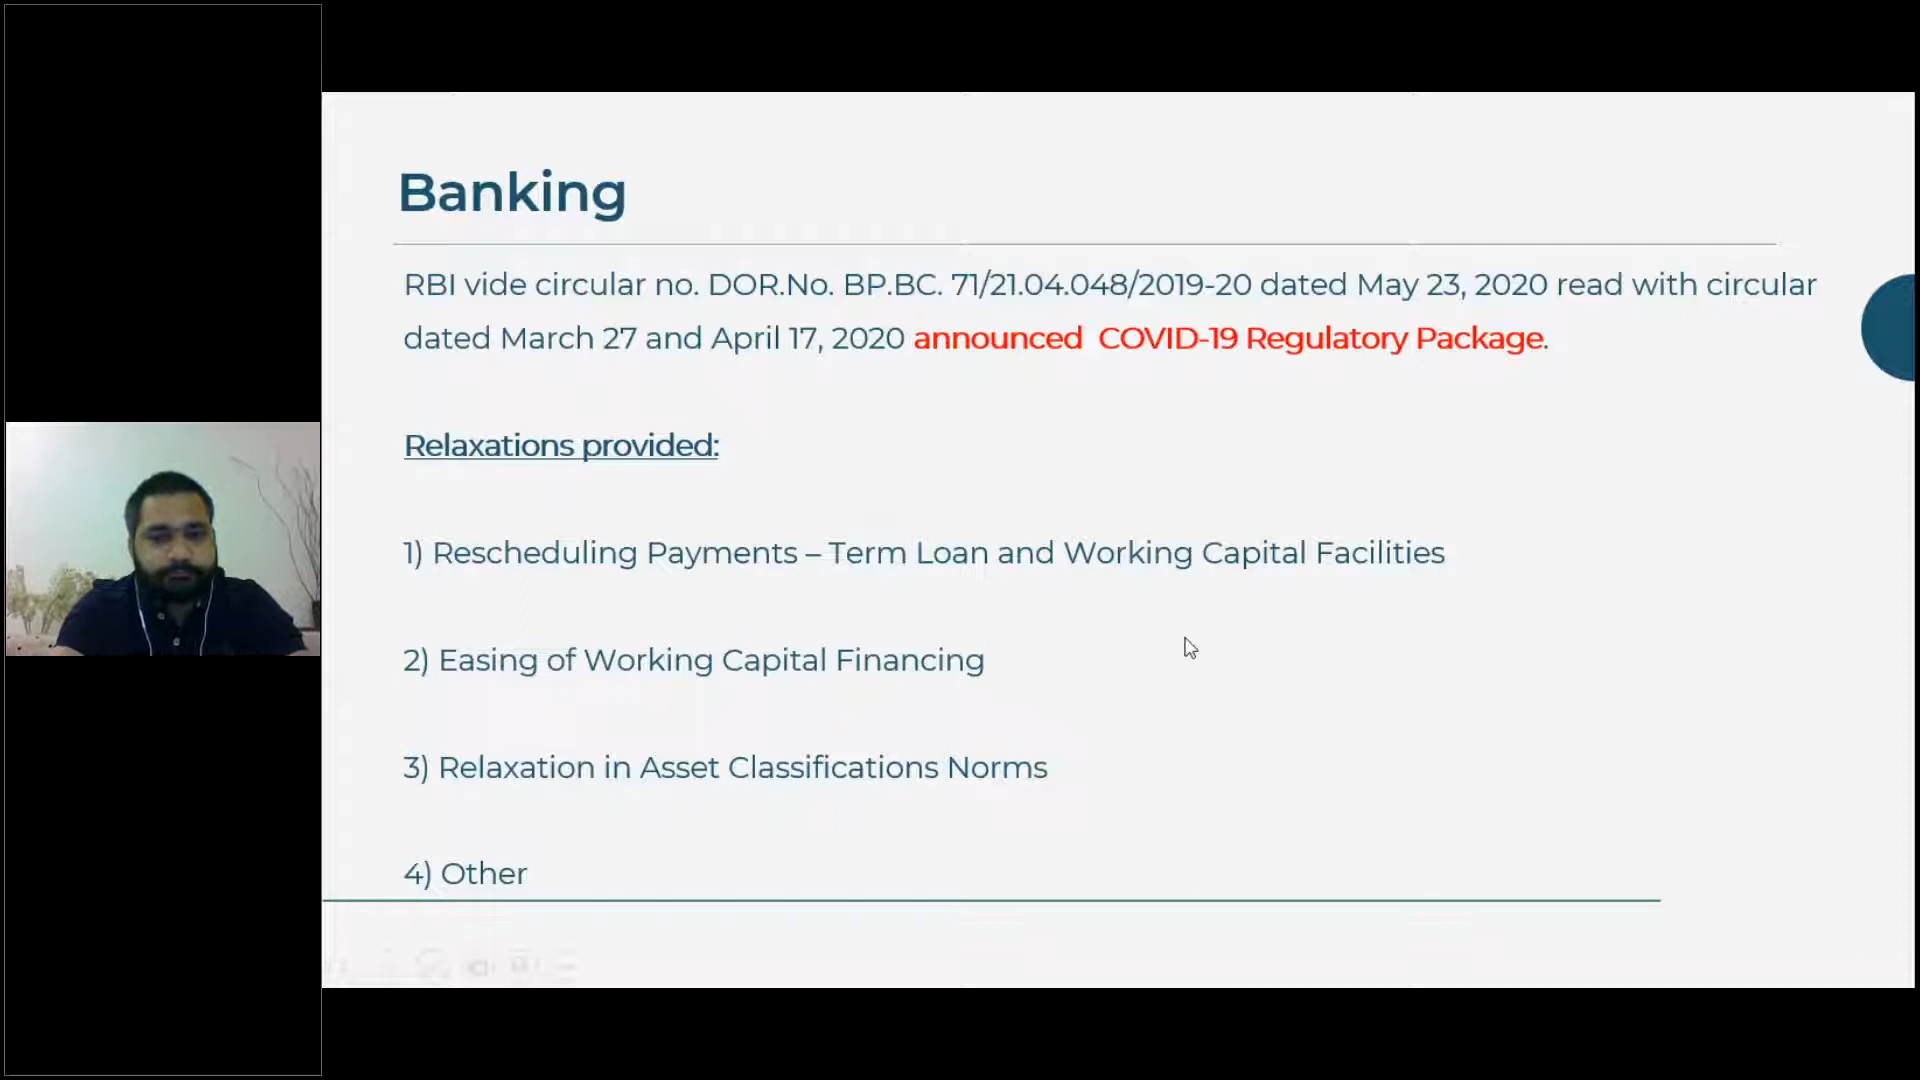 Banking
RBI vide circular no. DOR.No. BP.BC. 71/21.04.048/2019-20 dated May 23, 2020 read with circular
dated March 27 and April 17, 2020 announced  COVID-19 Regulatory Package.
Relaxations provided:
1) Rescheduling Payments – Term Loan and Working Capital Facilities
2) Easing of Working Capital Financing
3) Relaxation in Asset Classifications Norms
4) Other